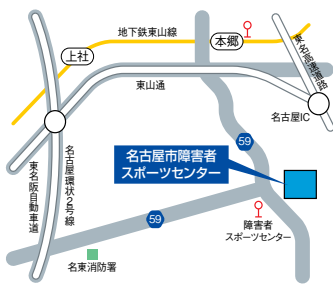 地下鉄東山線
本郷
上社
東名高速道路
東山通
名古屋IC
59
名古屋市障害者
スポーツセンター
名古屋環状2号線
東名阪自動車道
59
障害者
スポーツセンター
名東消防署